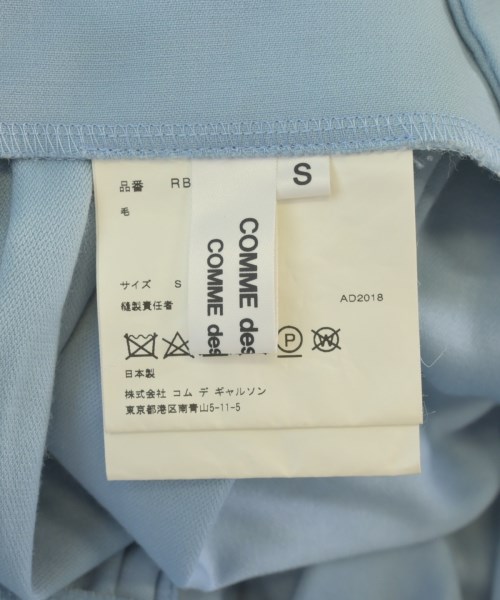 品番 RB
S
毛
COMME des
COMME des
サイズ S
縫製責任者
AD2018
P
W
日本製
株式会社 コム デ ギャルソン
東京都港区南青山5-11-5